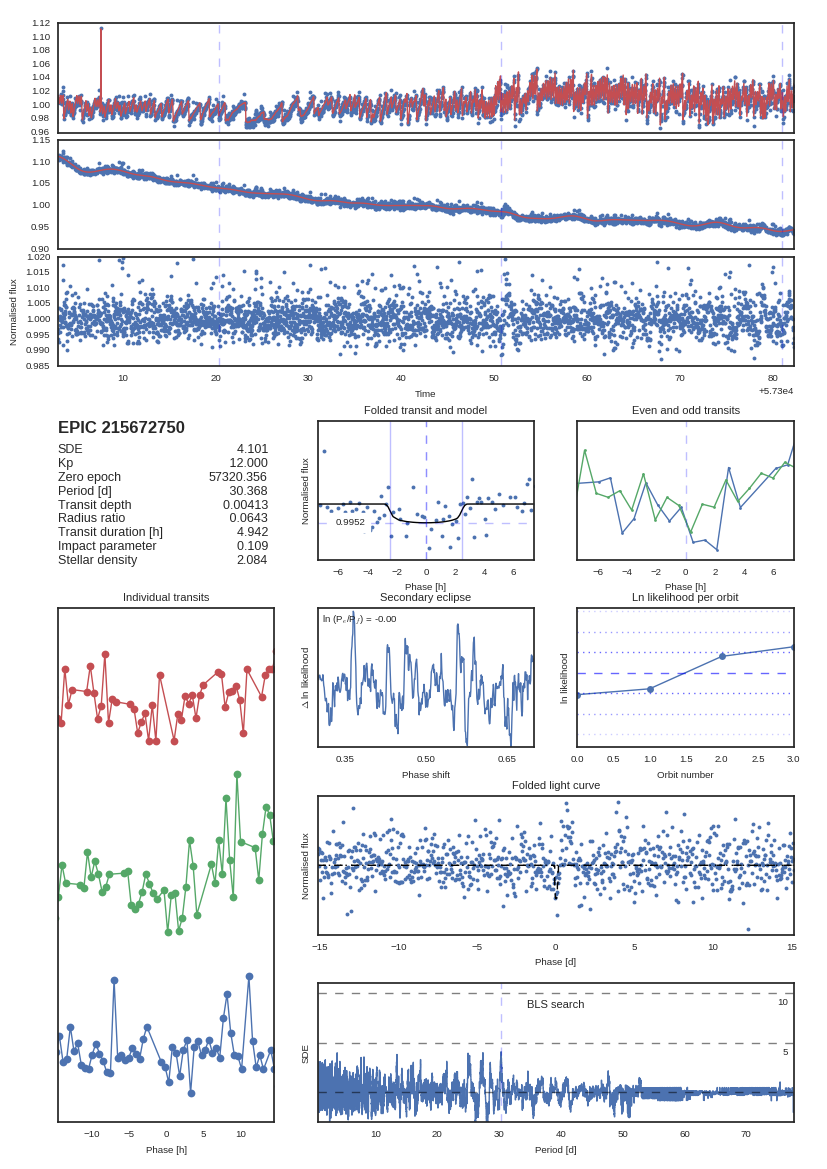 1.12
1.10
1.08
1.06
1.04
1.02
1.00
0.98
0.96
1.15
1.10
1.05
1.00
0.95
0.90
1.020
1.015
1.010
1.005
1.000
0.995
0.990
0.985
Normalised flux
10 20 30 40 50 60 70 80
Time
+5.73e4
EPIC 215672750
SDE 4.101
Kp 12.000
Zero epoch 57320.356
Period [d] 30.368
Transit depth 0.00413
Radius ratio 0.0643
Transit duration [h] 4.942
Impact parameter 0.109
Stellar density 2.084
Folded transit and model
Normalised flux
0.9952
−6 −4 −2 0 2 4 6
Phase [h]
Even and odd transits
−6 −4 −2 0 2 4 6
Phase [h]
Individual transits
−10 −5 0 5 10
Phase [h]
Secondary eclipse
Δ ln likelihood
0.35 0.50 0.65
Phase shift
Ln likelihood per orbit
ln likelihood
0.0 0.5 1.0 1.5 2.0 2.5 3.0
Orbit number
Folded light curve
Normalised flux
−15 −10 −5 0 5 10 15
Phase [d]
BLS search
SDE
10
5
10 20 30 40 50 60 70
Period [d]